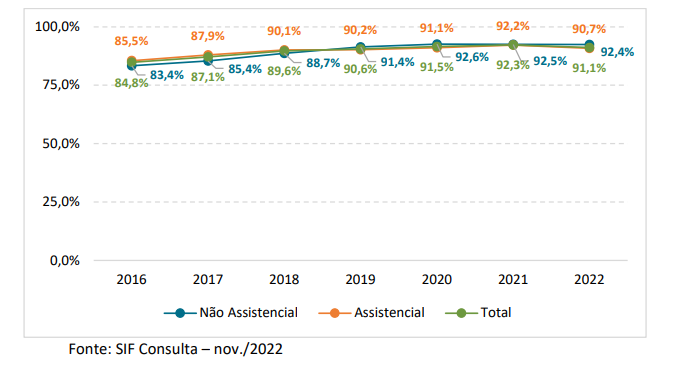 100,0%
75,0%
50,0%
25,0%
0,0%
85,5% 87,9% 90,1% 90,2% 91,1% 92,2% 90,7%
83,4% 85,4% 88,7% 91,4% 92,6% 92,5% 92,4%
84,8% 87,1% 89,6% 90,6% 91,5% 92,3% 91,1%
2016 2017 2018 2019 2020 2021 2022
Não Assistencial Assistencial Total
Fonte: SIF Consulta – nov./2022